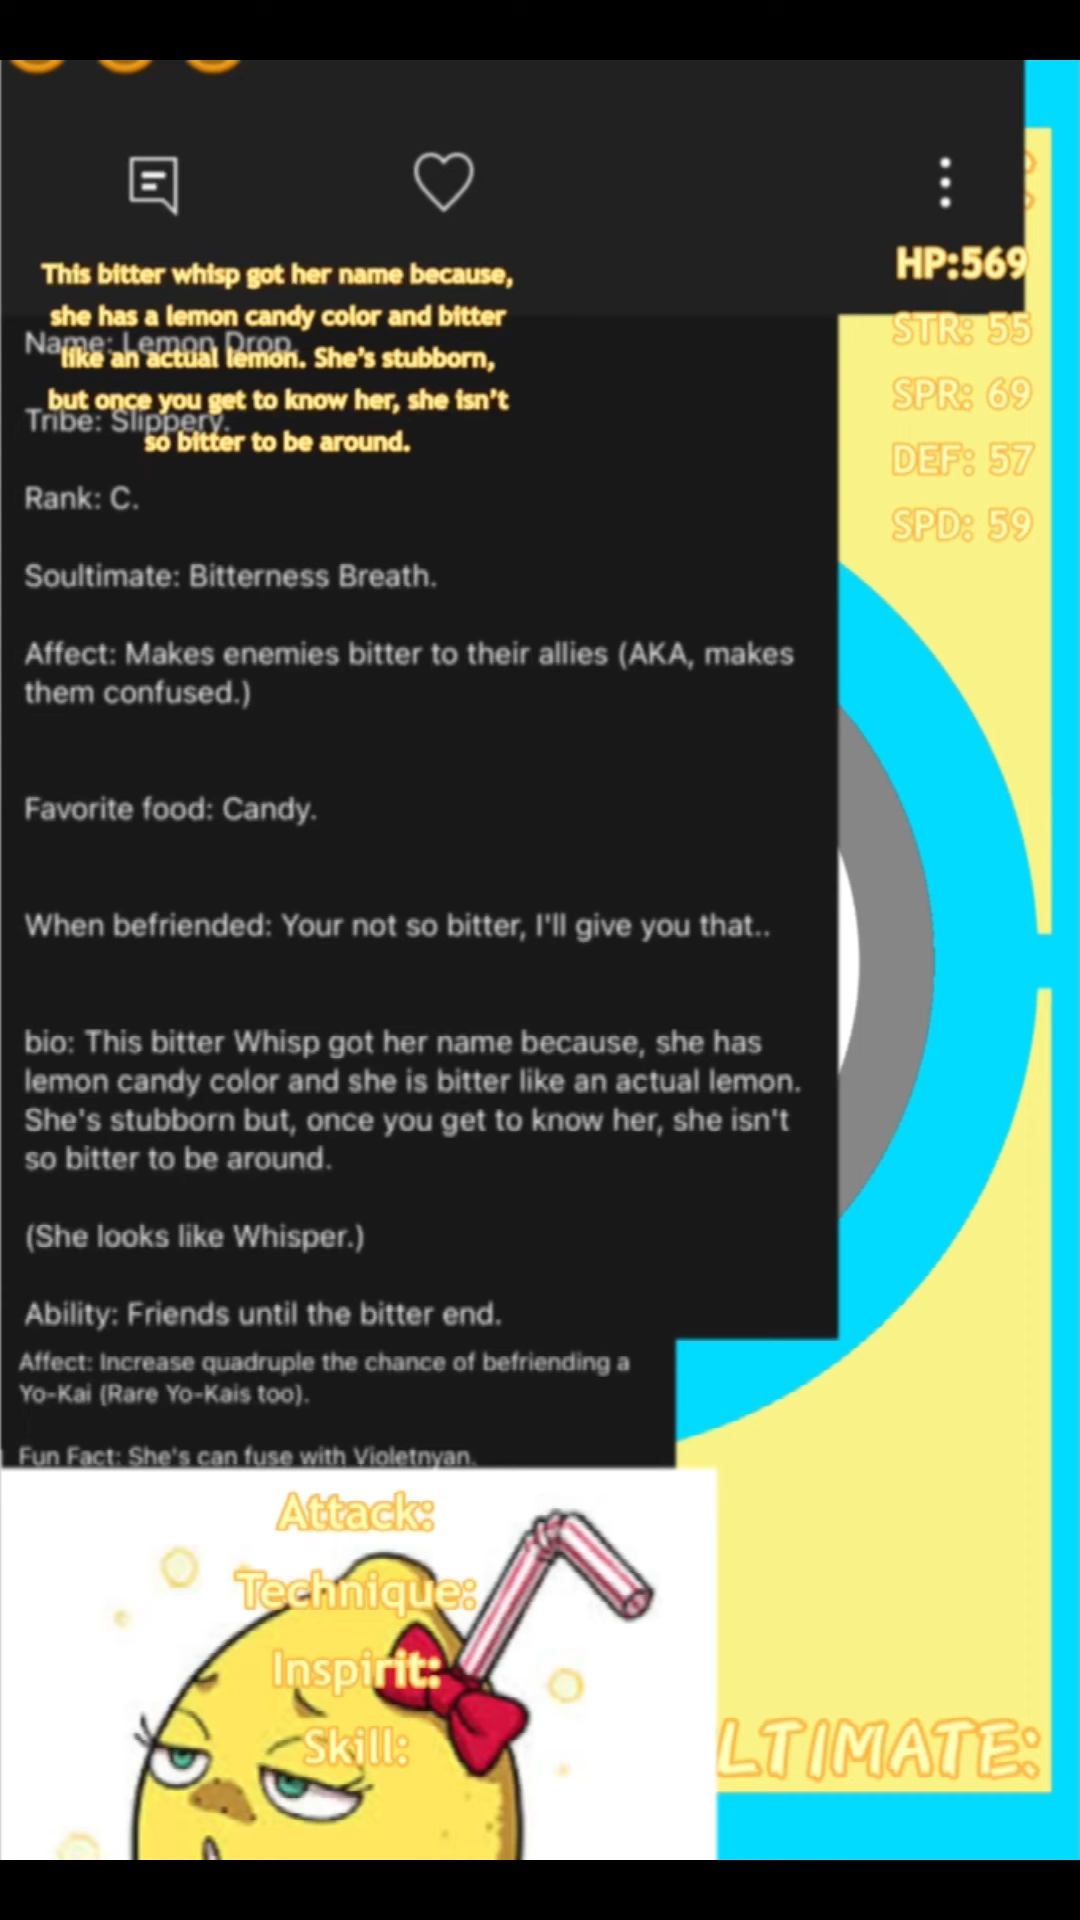 This bitter whisp got her name because,
she has a lemon candy color and bitter
like an actual lemon. She's stubborn,
but once you get to know her, she isn't
so bitter to be around.
HP:569
STR: 55
SPR: 69
DEF: 57
SPD: 59
Name: Lemon Drop.
Tribe: Slippery.
Rank: C.
Soultimate: Bitterness Breath.
Affect: Makes enemies bitter to their allies (AKA, makes
them confused.)
Favorite food: Candy.
When befriended: Your not so bitter, I'll give you that..
bio: This bitter Whisp got her name because, she has
lemon candy color and she is bitter like an actual lemon.
She's stubborn but, once you get to know her, she isn't
so bitter to be around.
(She looks like Whisper.)
Ability: Friends until the bitter end.
Affect: Increase quadruple the chance of befriending a
Yo-Kai (Rare Yo-Kais too).
Fun Fact: She's can fuse with Violetnyan.
Attack:
Technique:
Inspirit:
Skill:
LTIMATE: